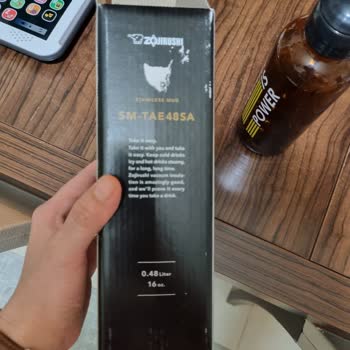 ZOJIRUSHI
STAINLESS MUG
SM-TAE48SA
Take it easy.
Take it with you and take
it easy. Keep cold drinks
icy and hot drinks steamy,
for a long, long time.
Zojirushi vacuum insula-
tion is amazingly good,
and we'll prove it every
time you take a drink.
0.48 Liter
16 oz.
POWER